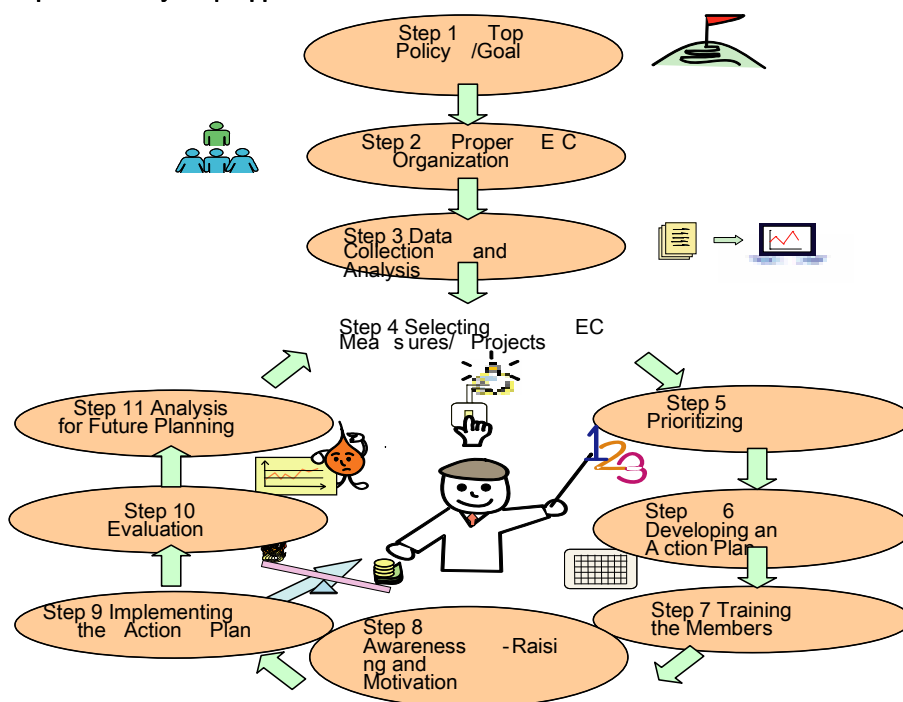 Step 1 Top
Policy /Goal
Step 2 Proper E C
Organization
Step 3 Data
Collection and
Analysis
Step 4 Selecting EC
Mea s ures/ Projects
Step 11 Analysis
for Future Planning
Step 5
Prioritizing
1 2 3
Step 10
Evaluation
Step 6
Developing an
A ction Plan
Step 9 Implementing
the Action Plan
Step 7 Training
the Members
Step 8
Awareness -Raisi
ng and
Motivation